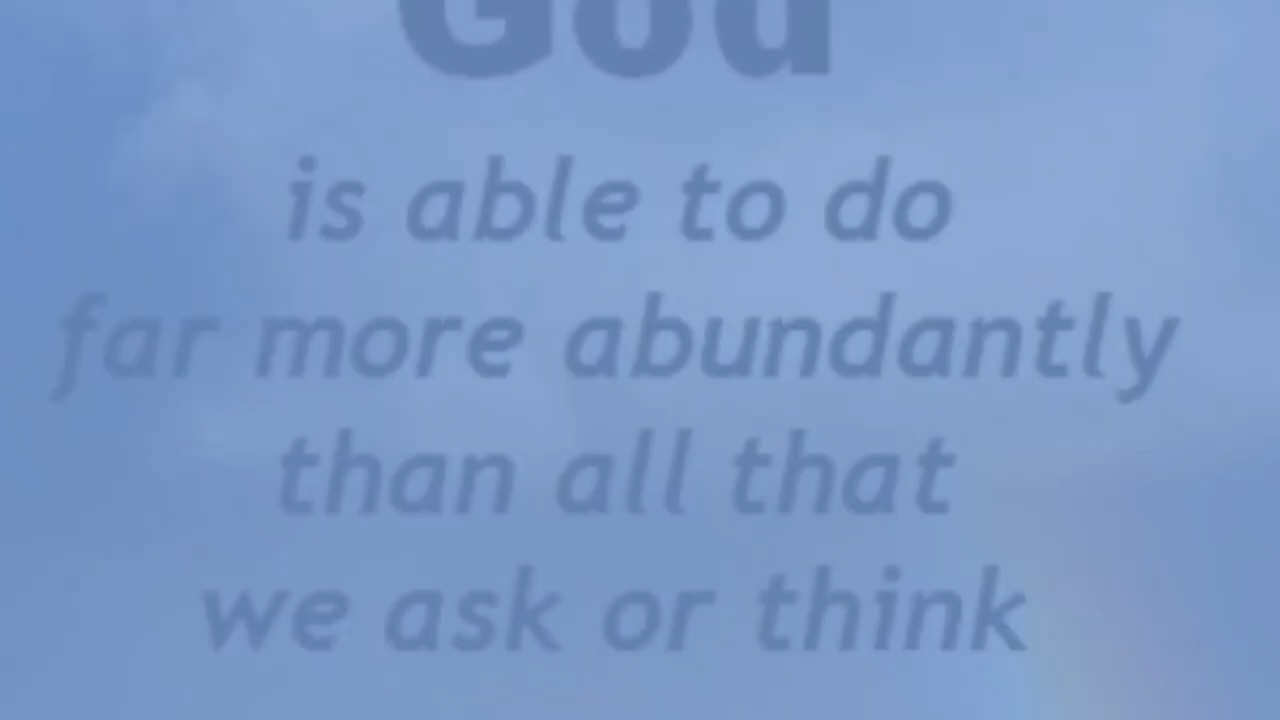 God
is able to do
far more abundantly
than all that
we ask or think